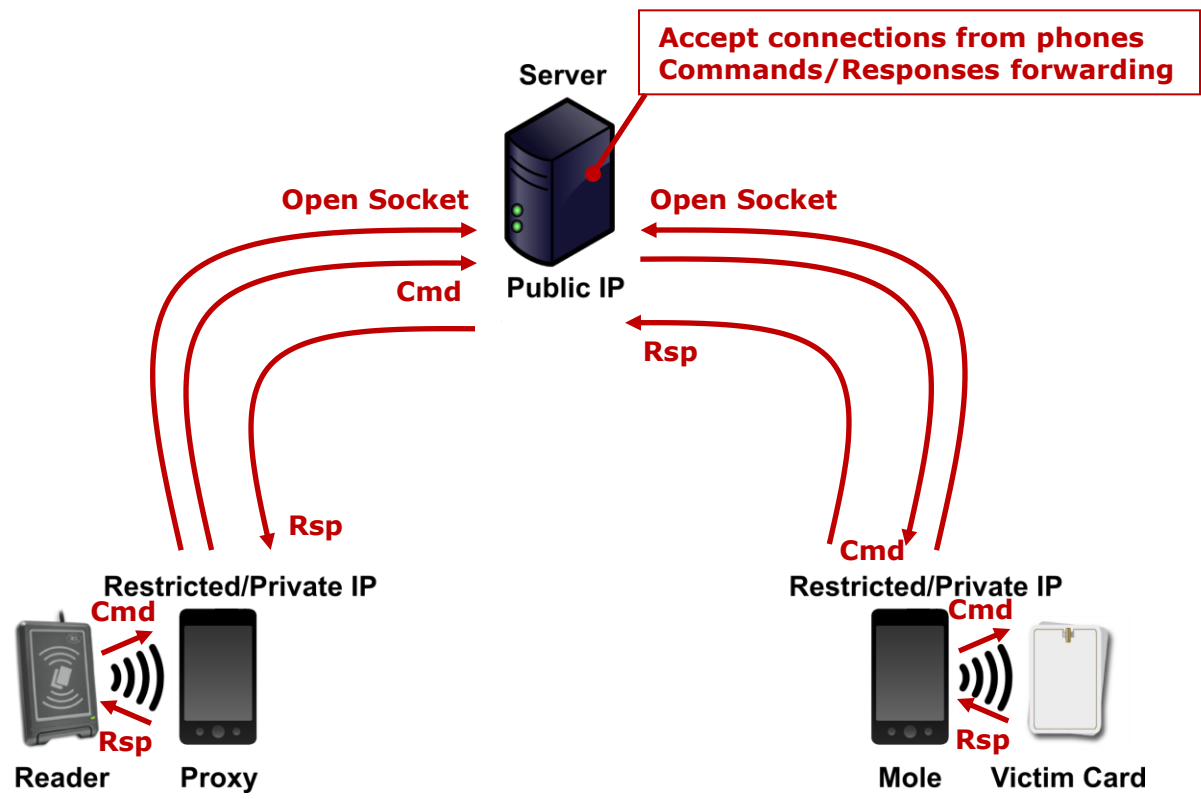 Accept connections from phones
Commands/Responses forwarding
Server
Open Socket
Open Socket
Cmd
Public IP
Rsp
Rsp
Cmd
Restricted/Private IP
Restricted/Private IP
Cmd
Cmd
Rsp
Rsp
Reader
Proxy
Mole
Victim Card